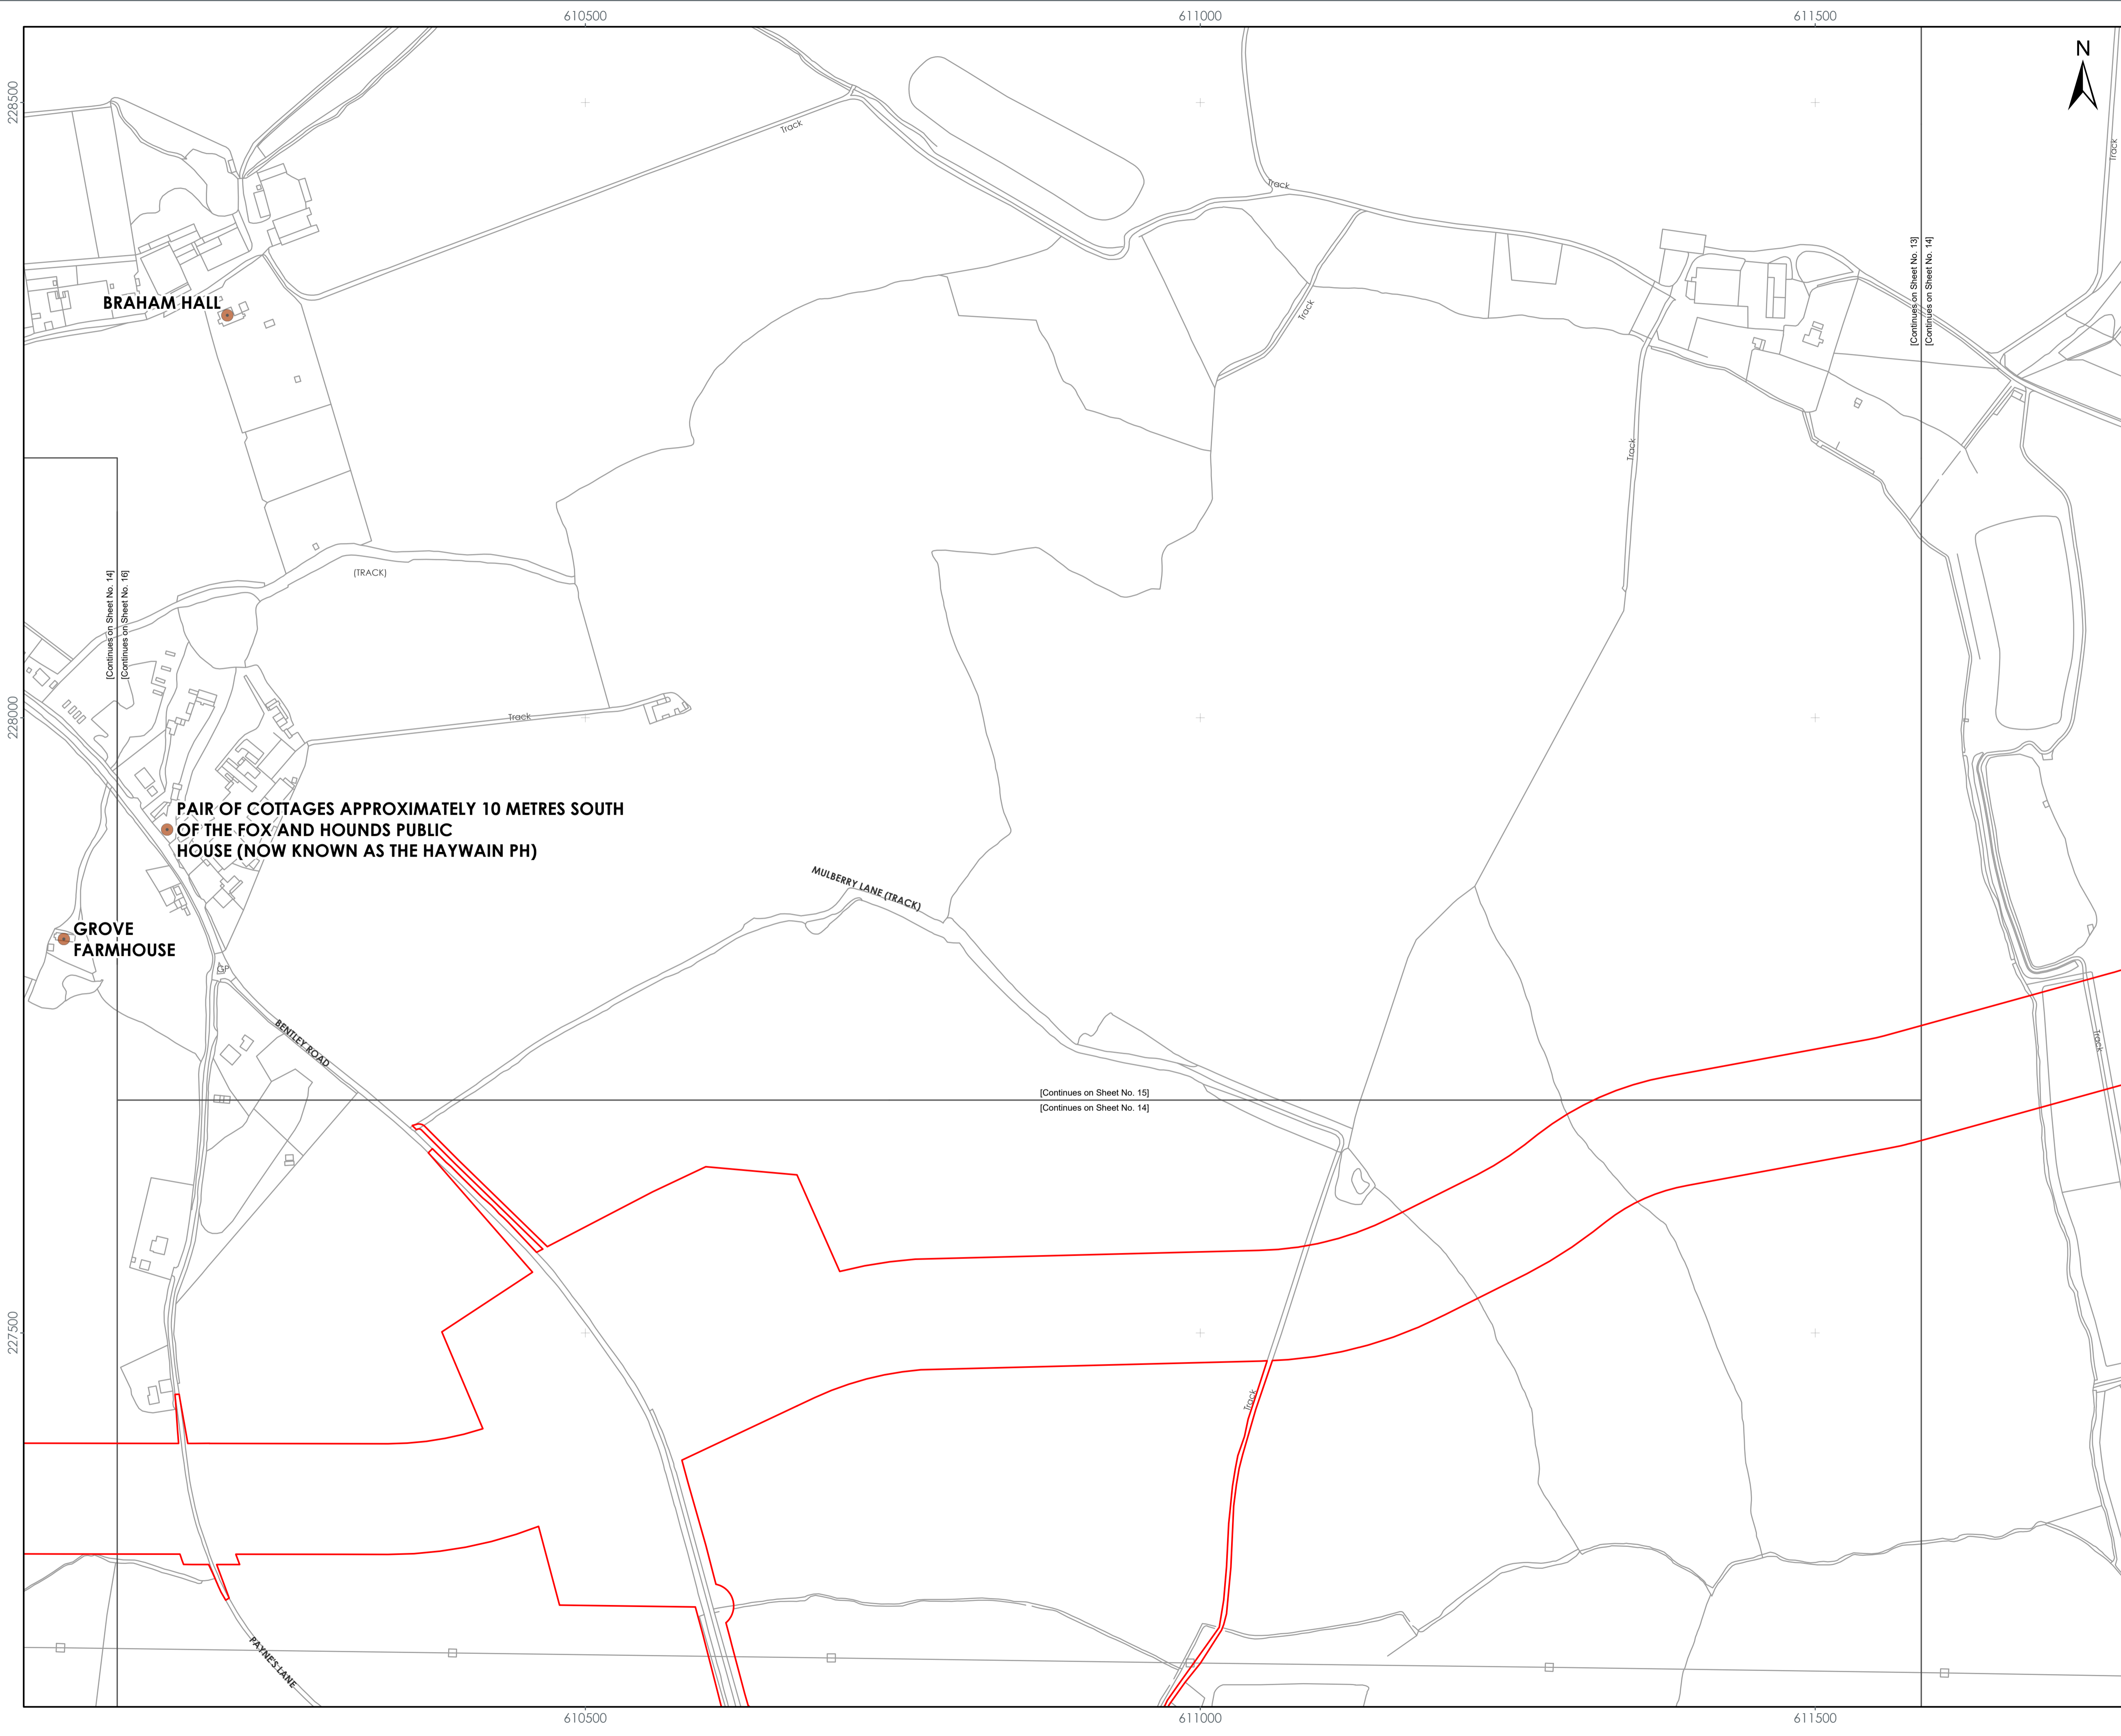 610500
611000
611500
N
228500
Track
Track
Track
[Continues on Sheet No. 13]
[Continues on Sheet No. 14]
BRAHAM HALL
Track
Track
[Continues on Sheet No. 14]
[Continues on Sheet No. 16]
(TRACK)
228000
Track
PAIR OF COTTAGES APPROXIMATELY 10 METRES SOUTH
OF THE FOX AND HOUNDS PUBLIC
HOUSE (NOW KNOWN AS THE HAYWAIN PH)
MULBERRY LANE (TRACK)
GROVE
FARMHOUSE
GP
BENTLEY ROAD
Track
[Continues on Sheet No. 15]
[Continues on Sheet No. 14]
227500
Track
PAYNE'S LANE
610500
611000
611500